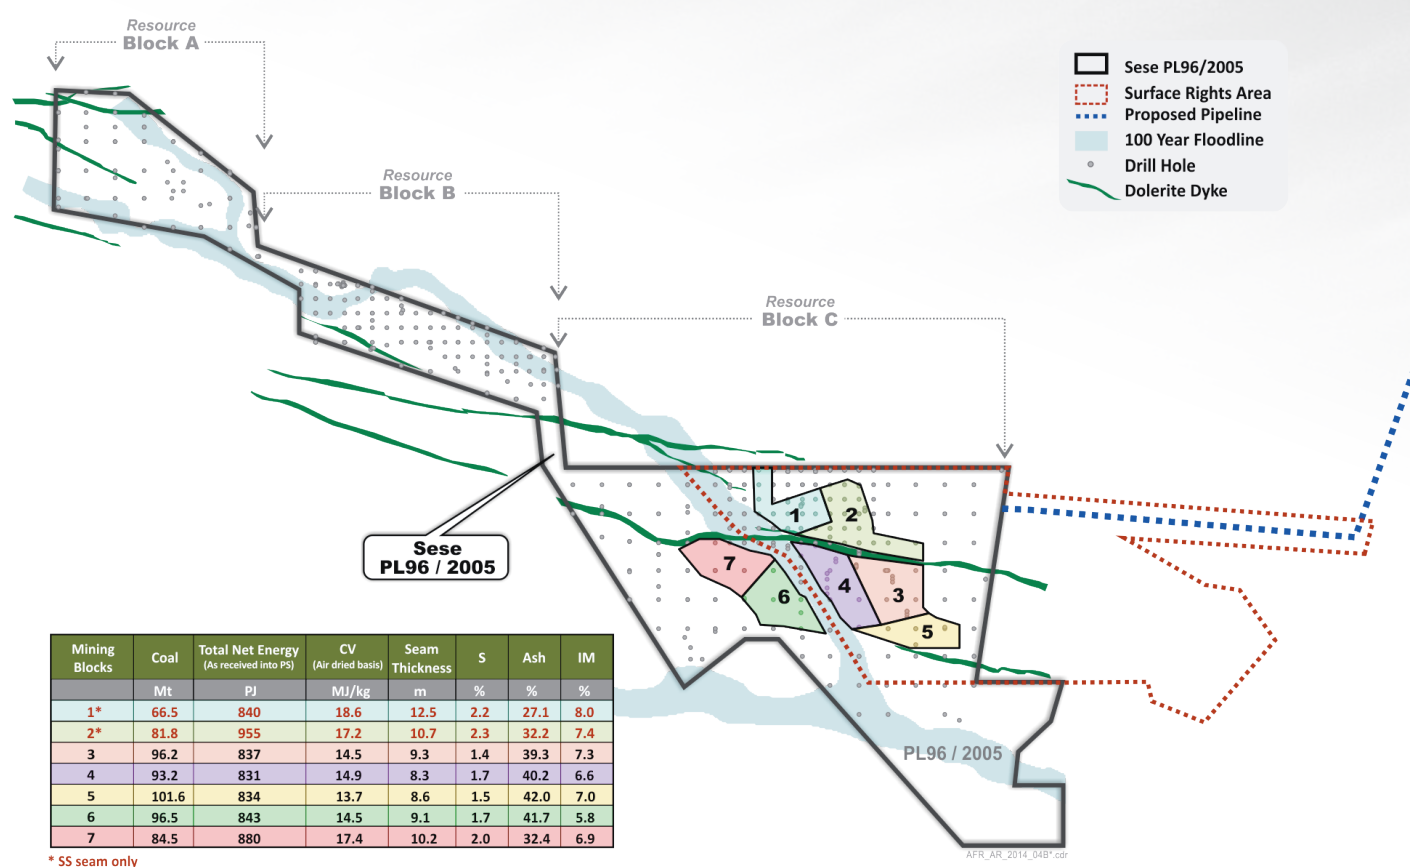 Resource
Block A
Resource
Block B
Resource
Block C
Sese PL96/2005
Surface Rights Area
Proposed Pipeline
100 Year Floodline
Drill Hole
Dolerite Dyke
1
2
7
4
6
3
5
Sese
PL96 / 2005
PL96 / 2005
Mining Blocks Coal Total Net Energy (As received into PS) CV (Air dried basis) Seam Thickness S Ash IM
Mt PJ MJ/kg m % % %
1* 66.5 840 18.6 12.5 2.2 27.1 8.0
2* 81.8 955 17.2 10.7 2.3 32.2 7.4
3 96.2 837 14.5 9.3 1.4 39.3 7.3
4 93.2 831 14.9 8.3 1.7 40.2 6.6
5 101.6 834 13.7 8.6 1.5 42.0 7.0
6 96.5 843 14.5 9.1 1.7 41.7 5.8
7 84.5 880 17.4 10.2 2.0 32.4 6.9
* SS seam only
AFR_AR_2014_04B*.cdr